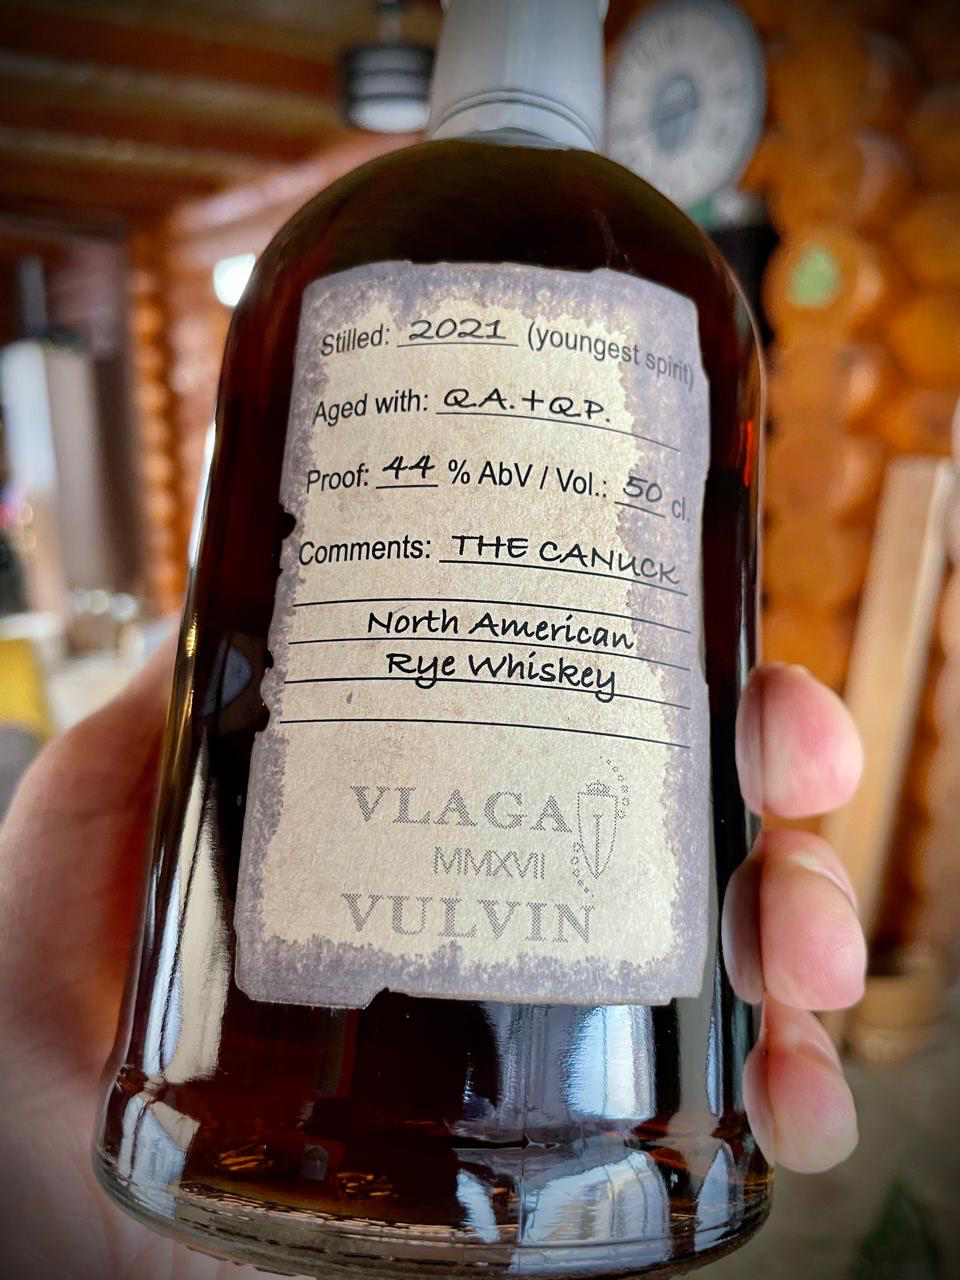 Stilled: 2021 (youngest spirit)
Aged with: Q.A.+Q.P.
Proof: 44 % AbV / Vol.: 50 cl.
Comments: THE CANUCK
North American
Rye Whiskey
VLAGA
MMXVII
VULVIN